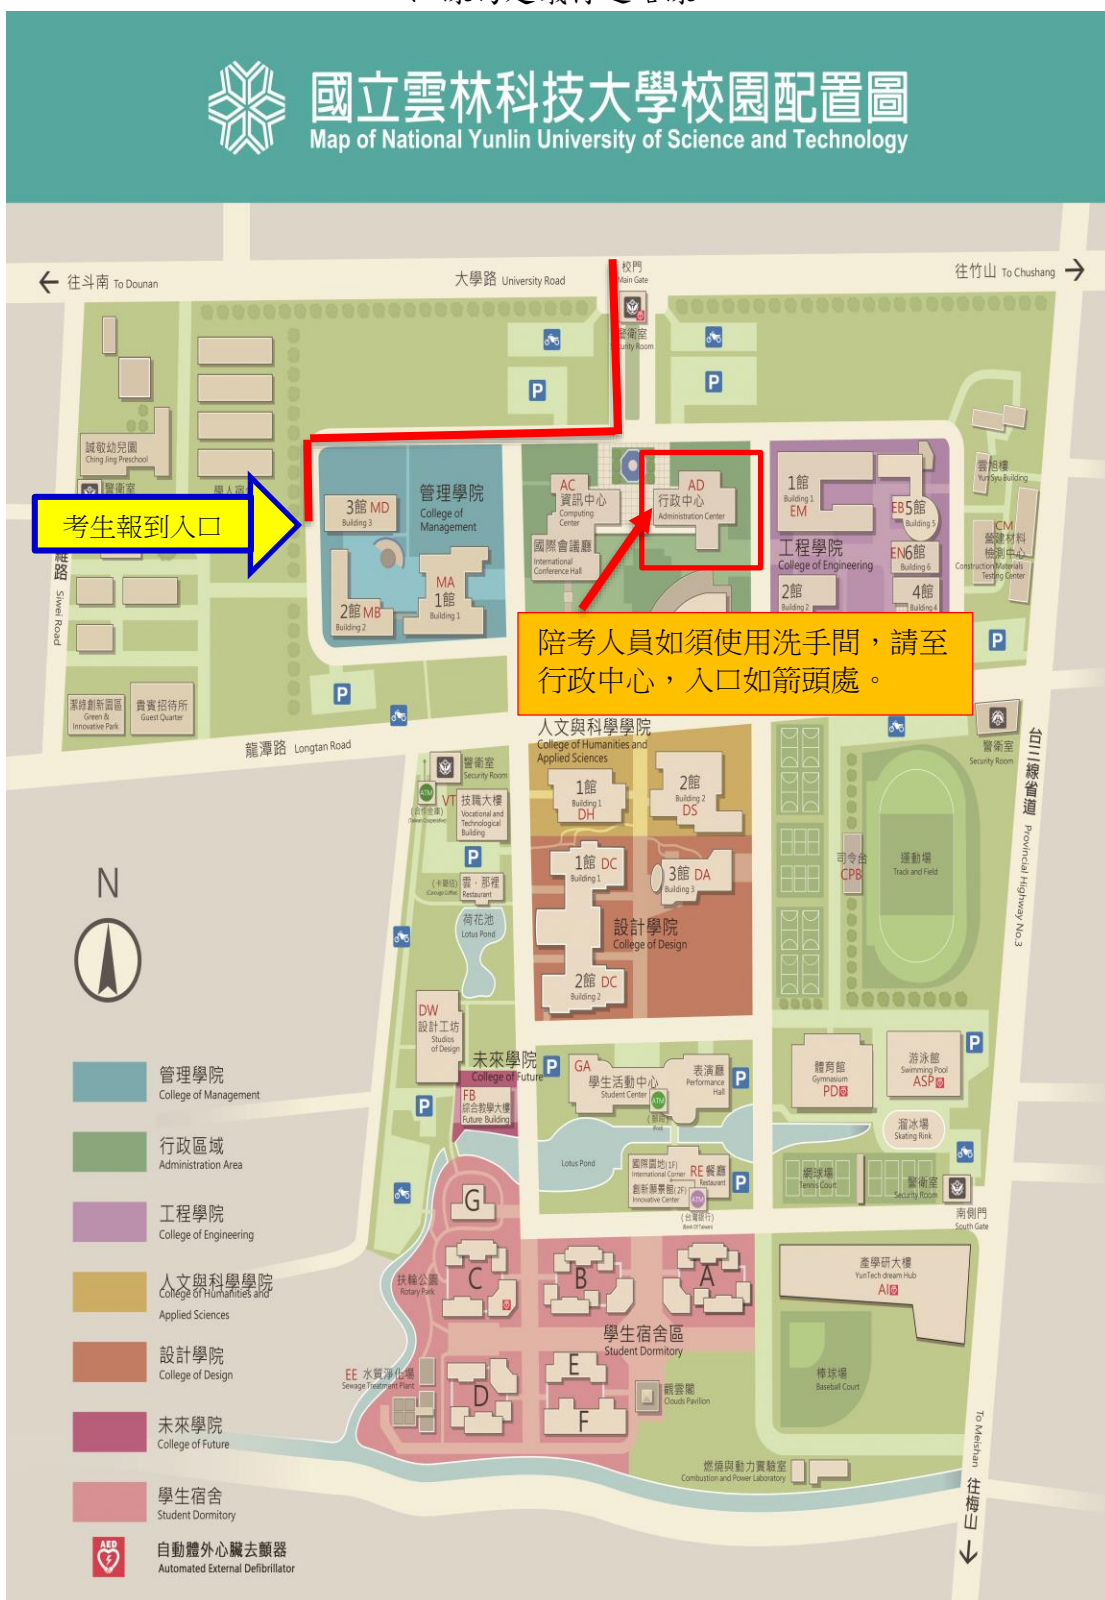 國立雲林科技大學校園配置圖
Map of National Yunlin University of Science and Technology
往斗南 To Dounan
大學路 University Road
校門
Main Gate
往竹山 To Chushang
警衛室
Security Room
P
P
誠敬幼兒園
Ching Jing Preschool
警衛室
考生報到入口
3館 MD
Building 3
管理學院
College of
Management
MA
1館
Building 1
2館 MB
Building 2
AC
資訊中心
Computing
Center
國際會議廳
International
Conference Hall
AD
行政中心
Administration Center
1館
Building 1
EM
EB5館
Building 5
工程學院
College of Engineering
EN6館
Building 6
2館
Building 2
4館
Building 4
雲旭樓
Yun Syu Building
CM
營建材料
檢測中心
Construction Materials
Testing Center
陪考人員如須使用洗手間，請至
行政中心，入口如箭頭處。
P
Siwei Road
潔綠創新園區
Green &
Innovative Park
貴賓招待所
Guest Quarter
P
龍潭路 Longtan Road
人文與科學學院
College of Humanities and
Applied Sciences
1館
Building 1
DH
2館
Building 2
DS
警衛室
Security Room
台三線省道 Provincial Highway No.3
警衛室
Security Room
ATM
VT 技職大樓
Vocational and
Technological
Building
P
雲．那裡
Restaurant
荷花池
Lotus Pond
1館 DC
Building 1
3館 DA
Building 3
設計學院
College of Design
2館 DC
Building 2
司令台
CPB
運動場
Track and Field
N
DW
設計工坊
Studios
of Design
未來學院
College of Future
FB
綜合教學大樓
Future Building
P
P
GA
學生活動中心
Student Center
ATM
表演廳
Performance
Hall
P
體育館
Gymnasium
PD
游泳館
Swimming Pool
ASP
P
溜冰場
Skating Rink
Lotus Pond
國際園地(1F)
International Corner
創新願景館(2F)
Innovative Center
RE 餐廳
Restaurant
ATM
(台灣銀行)
Bank Of Taiwan
P
網球場
Tennis Court
警衛室
Security Room
南側門
South Gate
G
C
B
A
扶輪公園
Rotary Park
學生宿舍區
Student Dormitory
E
D
F
EE 水質淨化場
Sewage Treatment Plant
觀雲閣
Clouds Pavilion
產學研大樓
YunTech dream Hub
AI
棒球場
Baseball Court
燃燒與動力實驗室
Combustion and Power Laboratory
To Meishan 往梅山
管理學院
College of Management
行政區域
Administration Area
工程學院
College of Engineering
人文與科學學院
College of Humanities and
Applied Sciences
設計學院
College of Design
未來學院
College of Future
學生宿舍
Student Dormitory
AED
自動體外心臟去顫器
Automated External Defibrillator